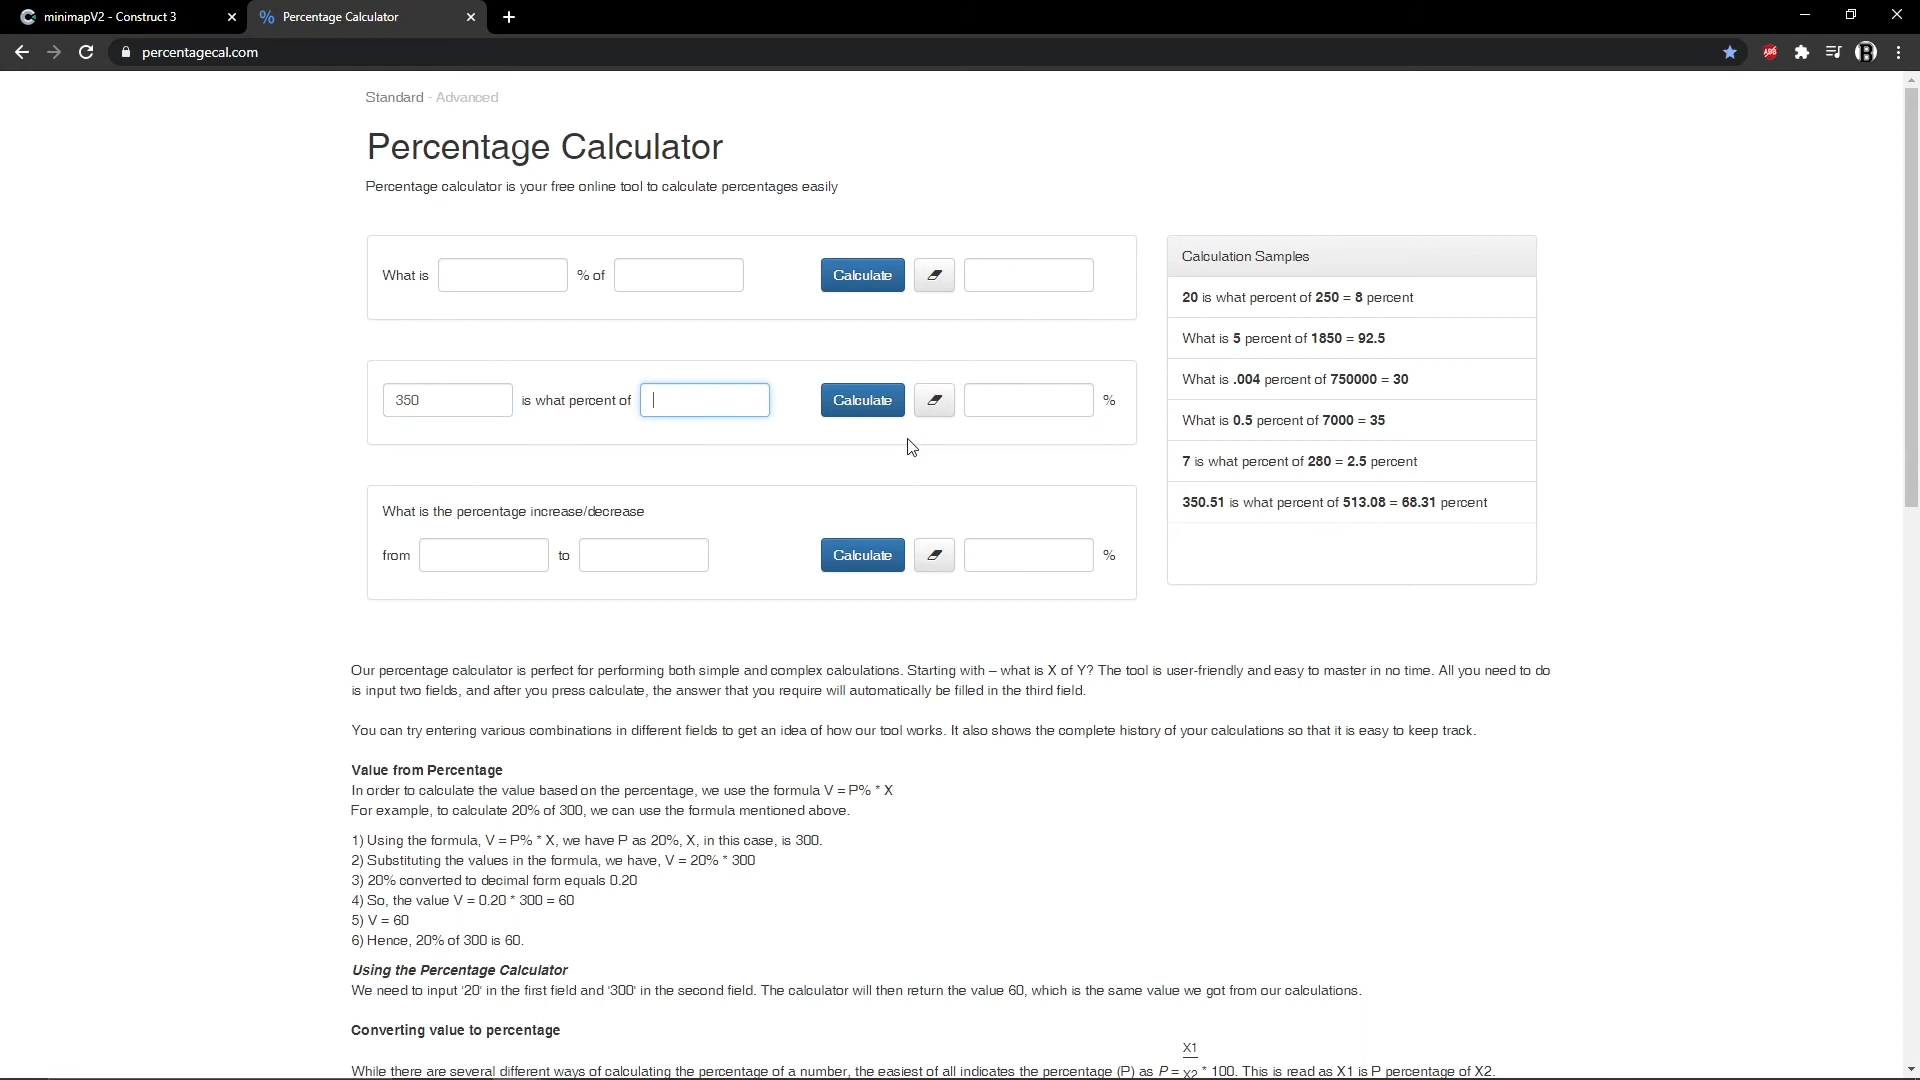 minimapV2 - Construct 3
Percentage Calculator
percentagecal.com
Standard - Advanced
Percentage Calculator
Percentage calculator is your free online tool to calculate percentages easily
What is % of Calculate
350 is what percent of Calculate %
What is the percentage increase/decrease
from to Calculate %
Calculation Samples
20 is what percent of 250 = 8 percent
What is 5 percent of 1850 = 92.5
What is .004 percent of 750000 = 30
What is 0.5 percent of 7000 = 35
7 is what percent of 280 = 2.5 percent
350.51 is what percent of 513.08 = 68.31 percent
Our percentage calculator is perfect for performing both simple and complex calculations. Starting with – what is X of Y? The tool is user-friendly and easy to master in no time. All you need to do
is input two fields, and after you press calculate, the answer that you require will automatically be filled in the third field.
You can try entering various combinations in different fields to get an idea of how our tool works. It also shows the complete history of your calculations so that it is easy to keep track.
Value from Percentage
In order to calculate the value based on the percentage, we use the formula V = P% * X
For example, to calculate 20% of 300, we can use the formula mentioned above.
1) Using the formula, V = P% * X, we have P as 20%, X, in this case, is 300.
2) Substituting the values in the formula, we have, V = 20% * 300
3) 20% converted to decimal form equals 0.20
4) So, the value V = 0.20 * 300 = 60
5) V = 60
6) Hence, 20% of 300 is 60.
Using the Percentage Calculator
We need to input '20' in the first field and '300' in the second field. The calculator will then return the value 60, which is the same value we got from our calculations.
Converting value to percentage
X1
While there are several different ways of calculating the percentage of a number, the easiest of all indicates the percentage (P) as P = X2 * 100. This is read as X1 is P percentage of X2.